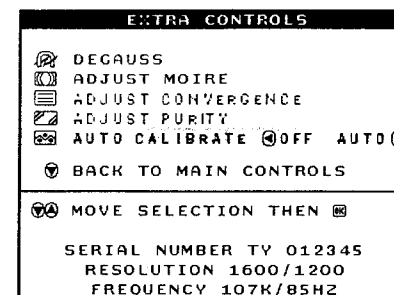 EXTRA CONTROLS
DEGAUSS
ADJUST MOIRE
ADJUST CONVERGENCE
ADJUST PURITY
AUTO CALIBRATE OFF AUTO
BACK TO MAIN CONTROLS
MOVE SELECTION THEN OK
SERIAL NUMBER TY 012345
RESOLUTION 1600/1200
FREQUENCY 107K/85HZ